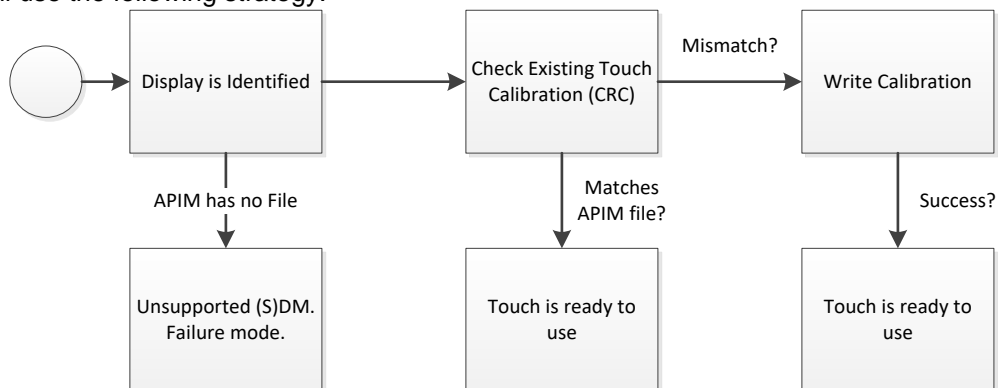 use the following strategy.
Display is Identified
Check Existing Touch
Calibration (CRC)
Mismatch?
Write Calibration
APIM has no File
Matches
APIM file?
Success?
Unsupported (S)DM.
Failure mode.
Touch is ready to
use
Touch is ready to
use